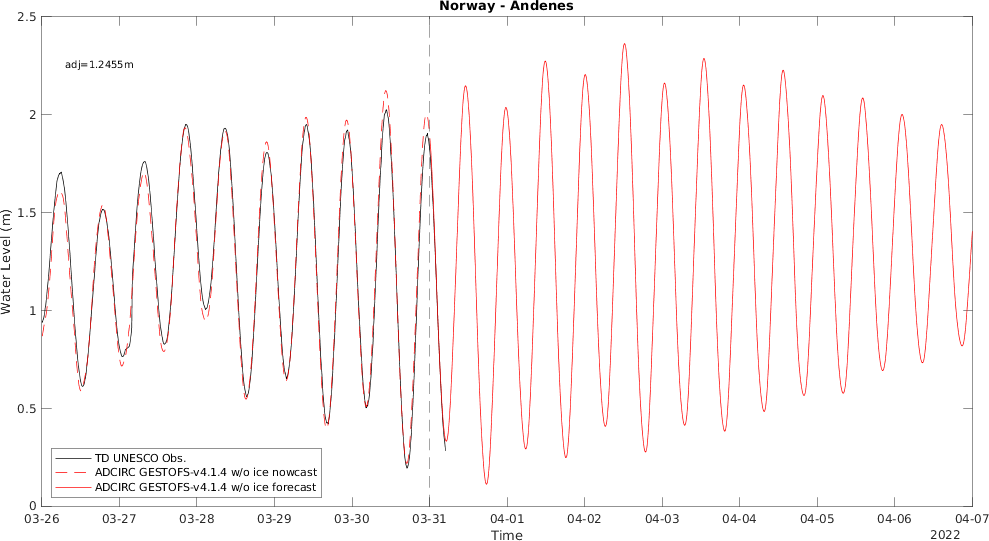 Norway - Andenes
2.5
adj=1.2455m
2
1.5
Water Level (m)
1
0.5
TD UNESCO Obs.
ADCIRC GESTOFS-v4.1.4 w/o ice nowcast
ADCIRC GESTOFS-v4.1.4 w/o ice forecast
0
03-26 03-27 03-28 03-29 03-30 03-31 04-01 04-02 04-03 04-04 04-05 04-06 04-07
Time
2022